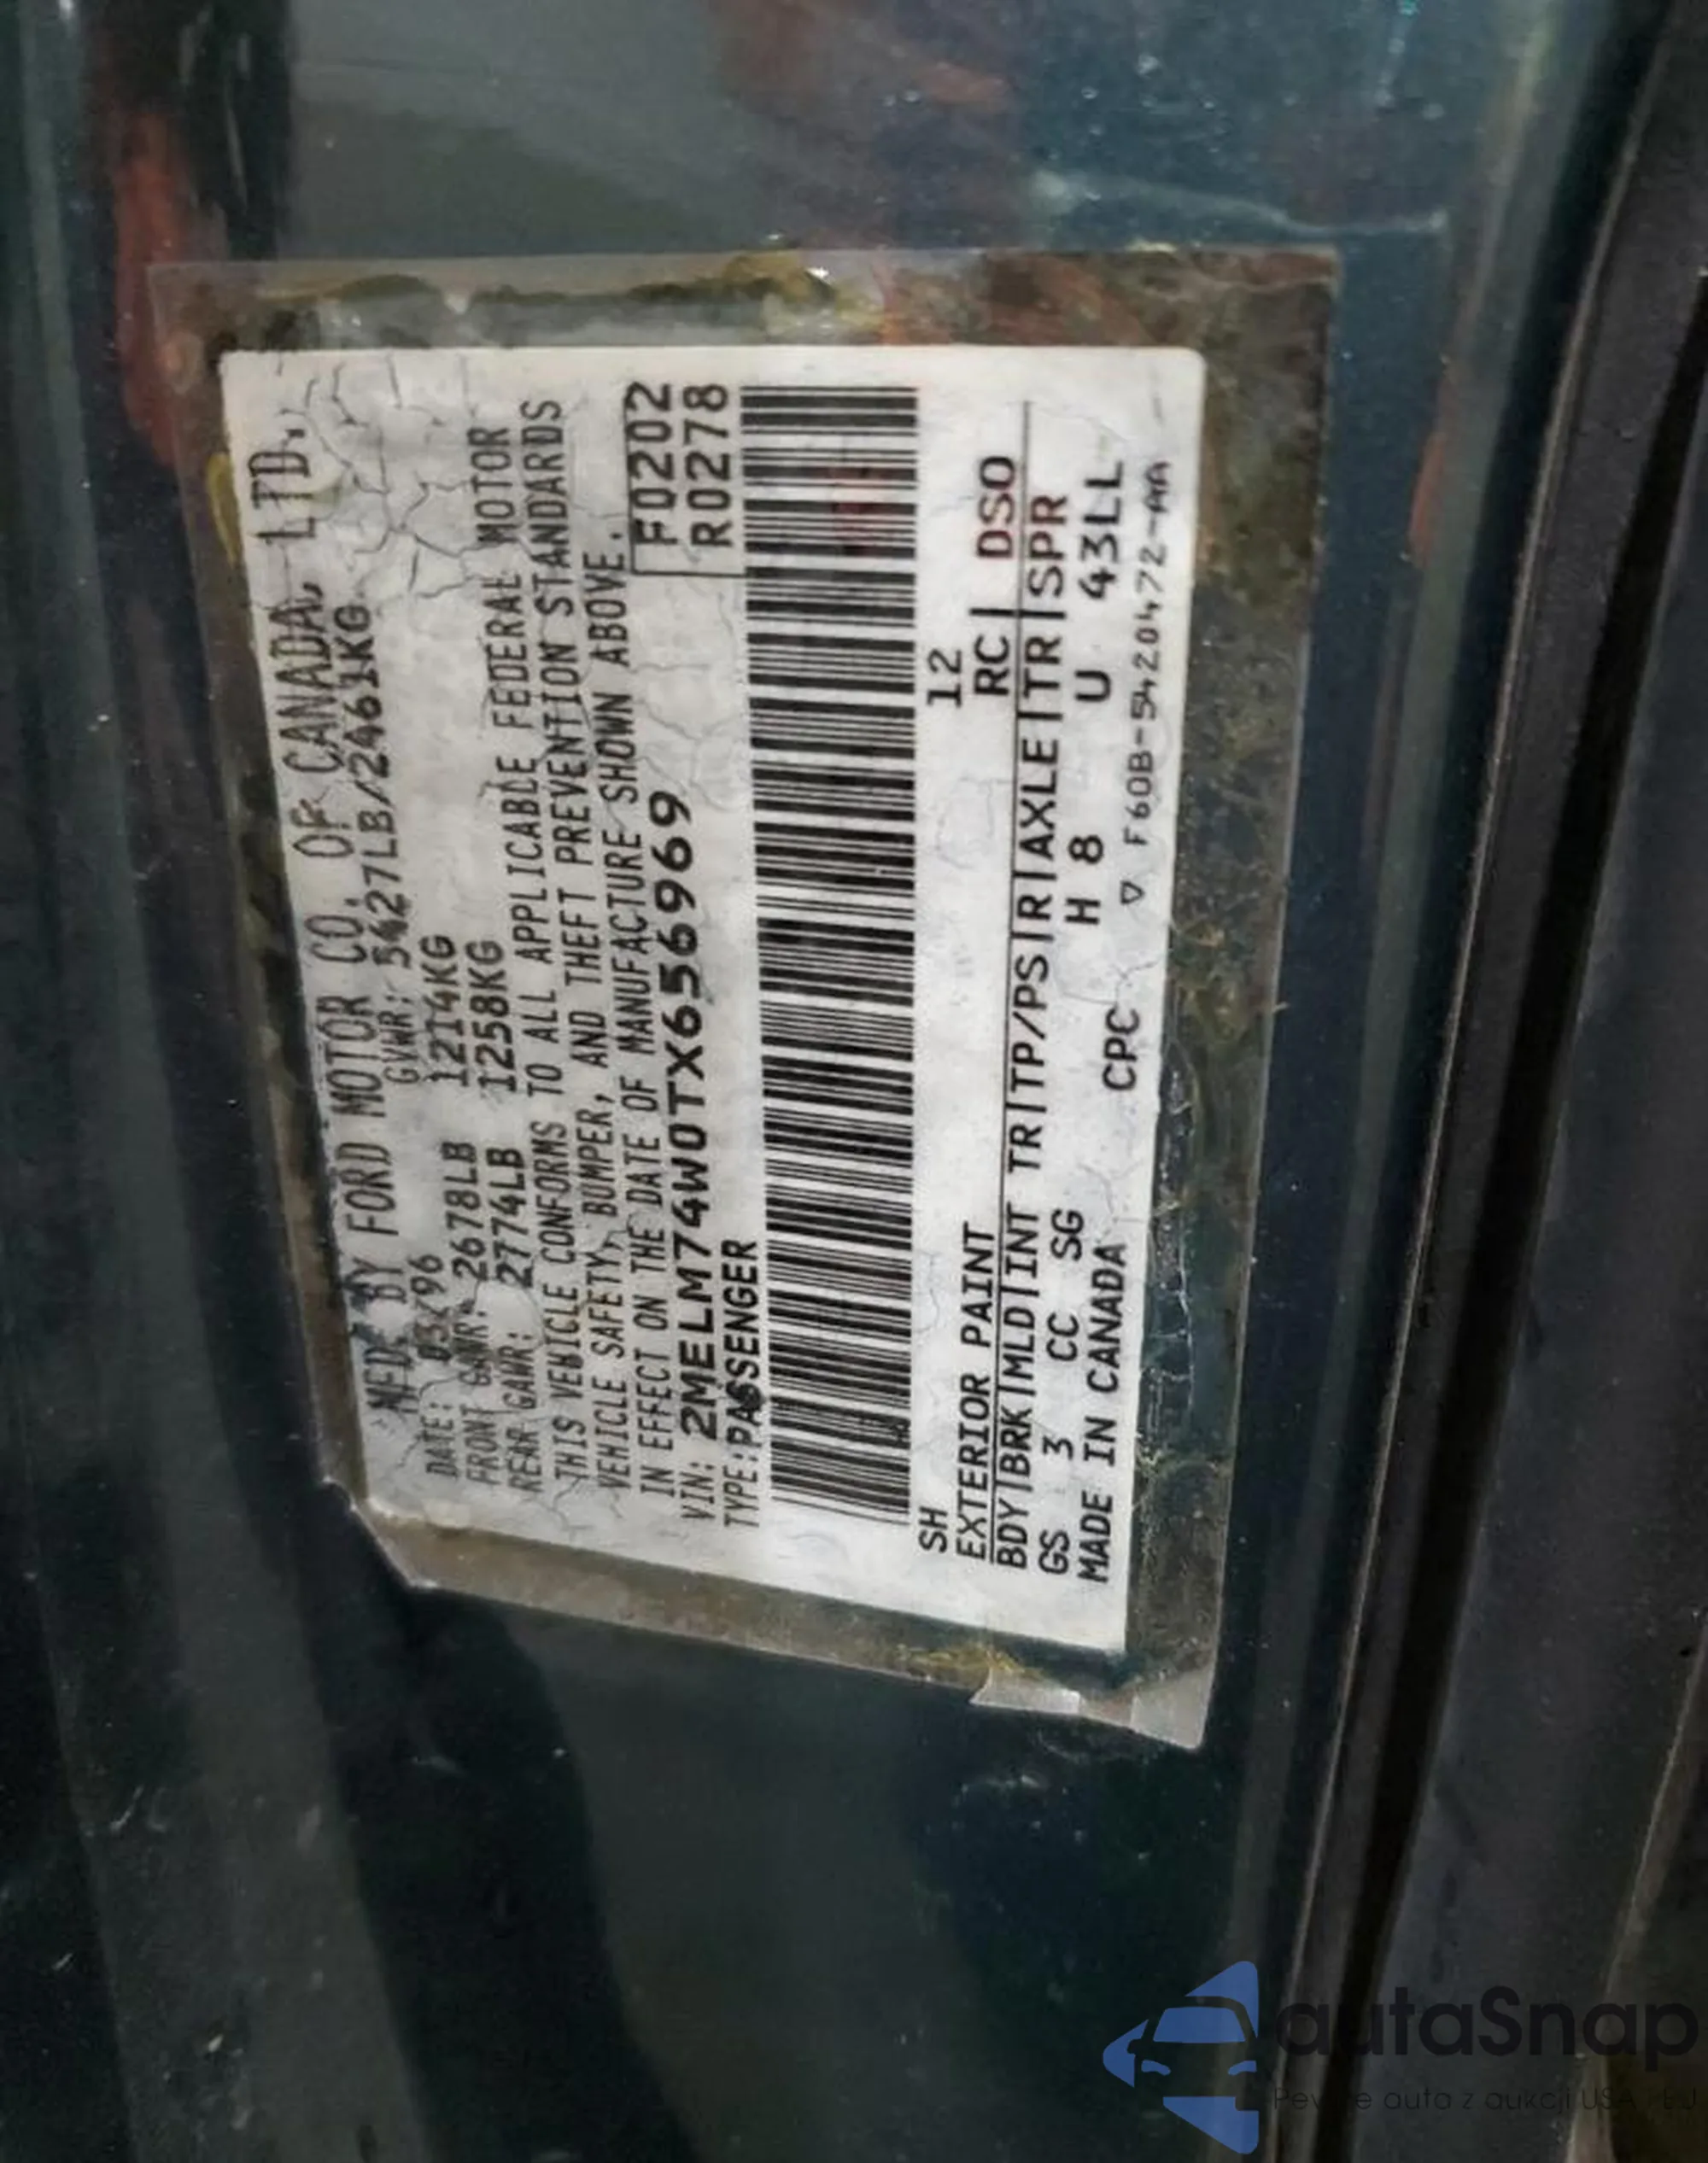 MFD. BY FORD MOTOR CO. OF CANADA, LTD.
DATE: 03/96 GVWR: 5427LB/2461KG
FRONT GAWR: 2678LB 1214KG
REAR GAWR: 2774LB 1258KG
THIS VEHICLE CONFORMS TO ALL APPLICABLE FEDERAL MOTOR
VEHICLE SAFETY, BUMPER, AND THEFT PREVENTION STANDARDS
IN EFFECT ON THE DATE OF MANUFACTURE SHOWN ABOVE.
VIN: 2MELM74W0TX656969 F0202
TYPE: PASSENGER R0278
SH 12
EXTERIOR PAINT RC| DSO
BDY|BRK|MLD|INT TR|TP/PS|R|AXLE|TR|SPR
GS 3 CC SG H 8 U 43LL
MADE IN CANADA CPC ▽ F60B-5420472-AA
autaSnap
auta z aukcji USA